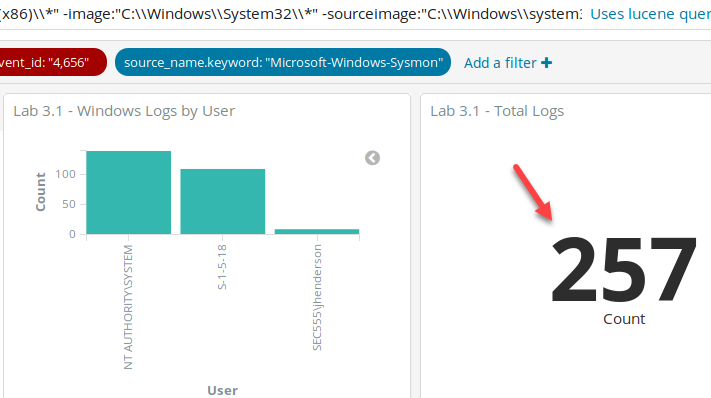 (x86)\\*" -image:"C:\\Windows\\System32\\*" -sourceimage:"C:\\Windows\\system3 Uses lucene quer
vent_id: "4,656" source_name.keyword: "Microsoft-Windows-Sysmon" Add a filter +
Lab 3.1 - Windows Logs by User
Lab 3.1 - Total Logs
Count
100
50
0
NT AUTHORITY\SYSTEM
S-1-5-18
SEC555\jhenderson
User
257
Count